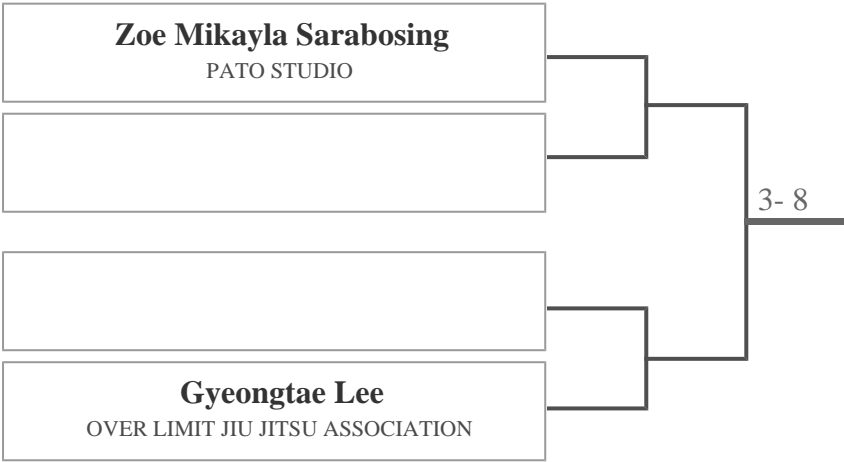 Zoe Mikayla Sarabosing
PATO STUDIO
3- 8
Gyeongtae Lee
OVER LIMIT JIU JITSU ASSOCIATION